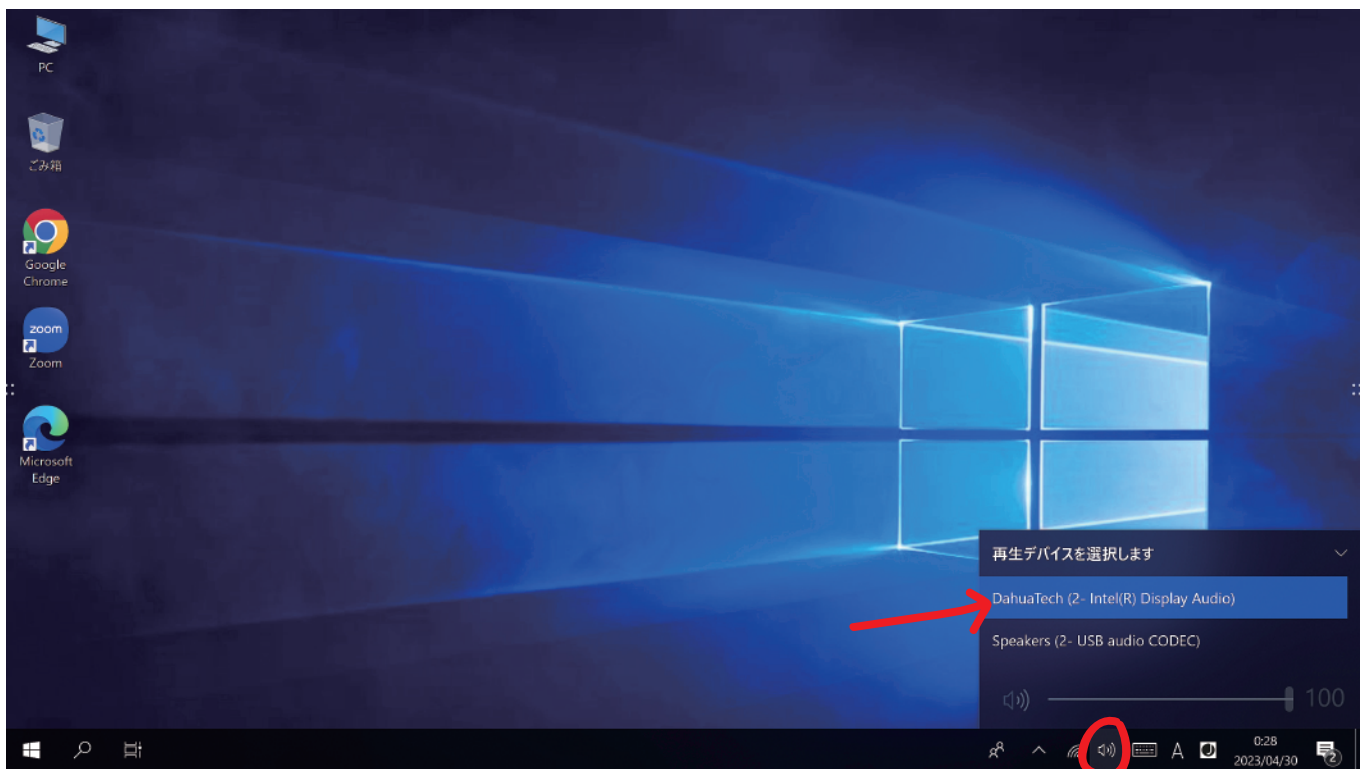 PC
ごみ箱
Google
Chrome
zoom
Zoom
Microsoft
Edge
再生デバイスを選択します
DahuaTech (2- Intel(R) Display Audio)
Speakers (2- USB audio CODEC)
100
A
0:28
2023/04/30
2